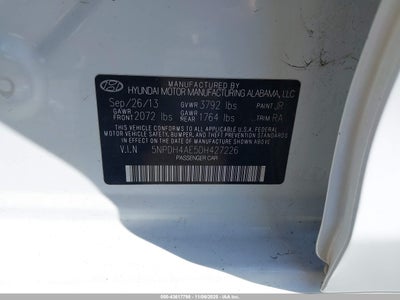 MANUFACTURED BY
HYUNDAI MOTOR MANUFACTURING ALABAMA, LLC
Sep/26/13 GVWR 3792 lbs PAINT JR
GAWR FRONT 2072 lbs GAWR REAR 1764 lbs TRIM RA
THIS VEHICLE CONFORMS TO ALL APPLICABLE U.S.A FEDERAL
MOTOR VEHICLE SAFETY, BUMPER, AND THEFT PREVENTION STANDARDS
IN EFFECT ON THE DATE OF MANUFACTURE SHOWN ABOVE.
V.I.N 5NPDH4AE5DH427226
PASSENGER CAR